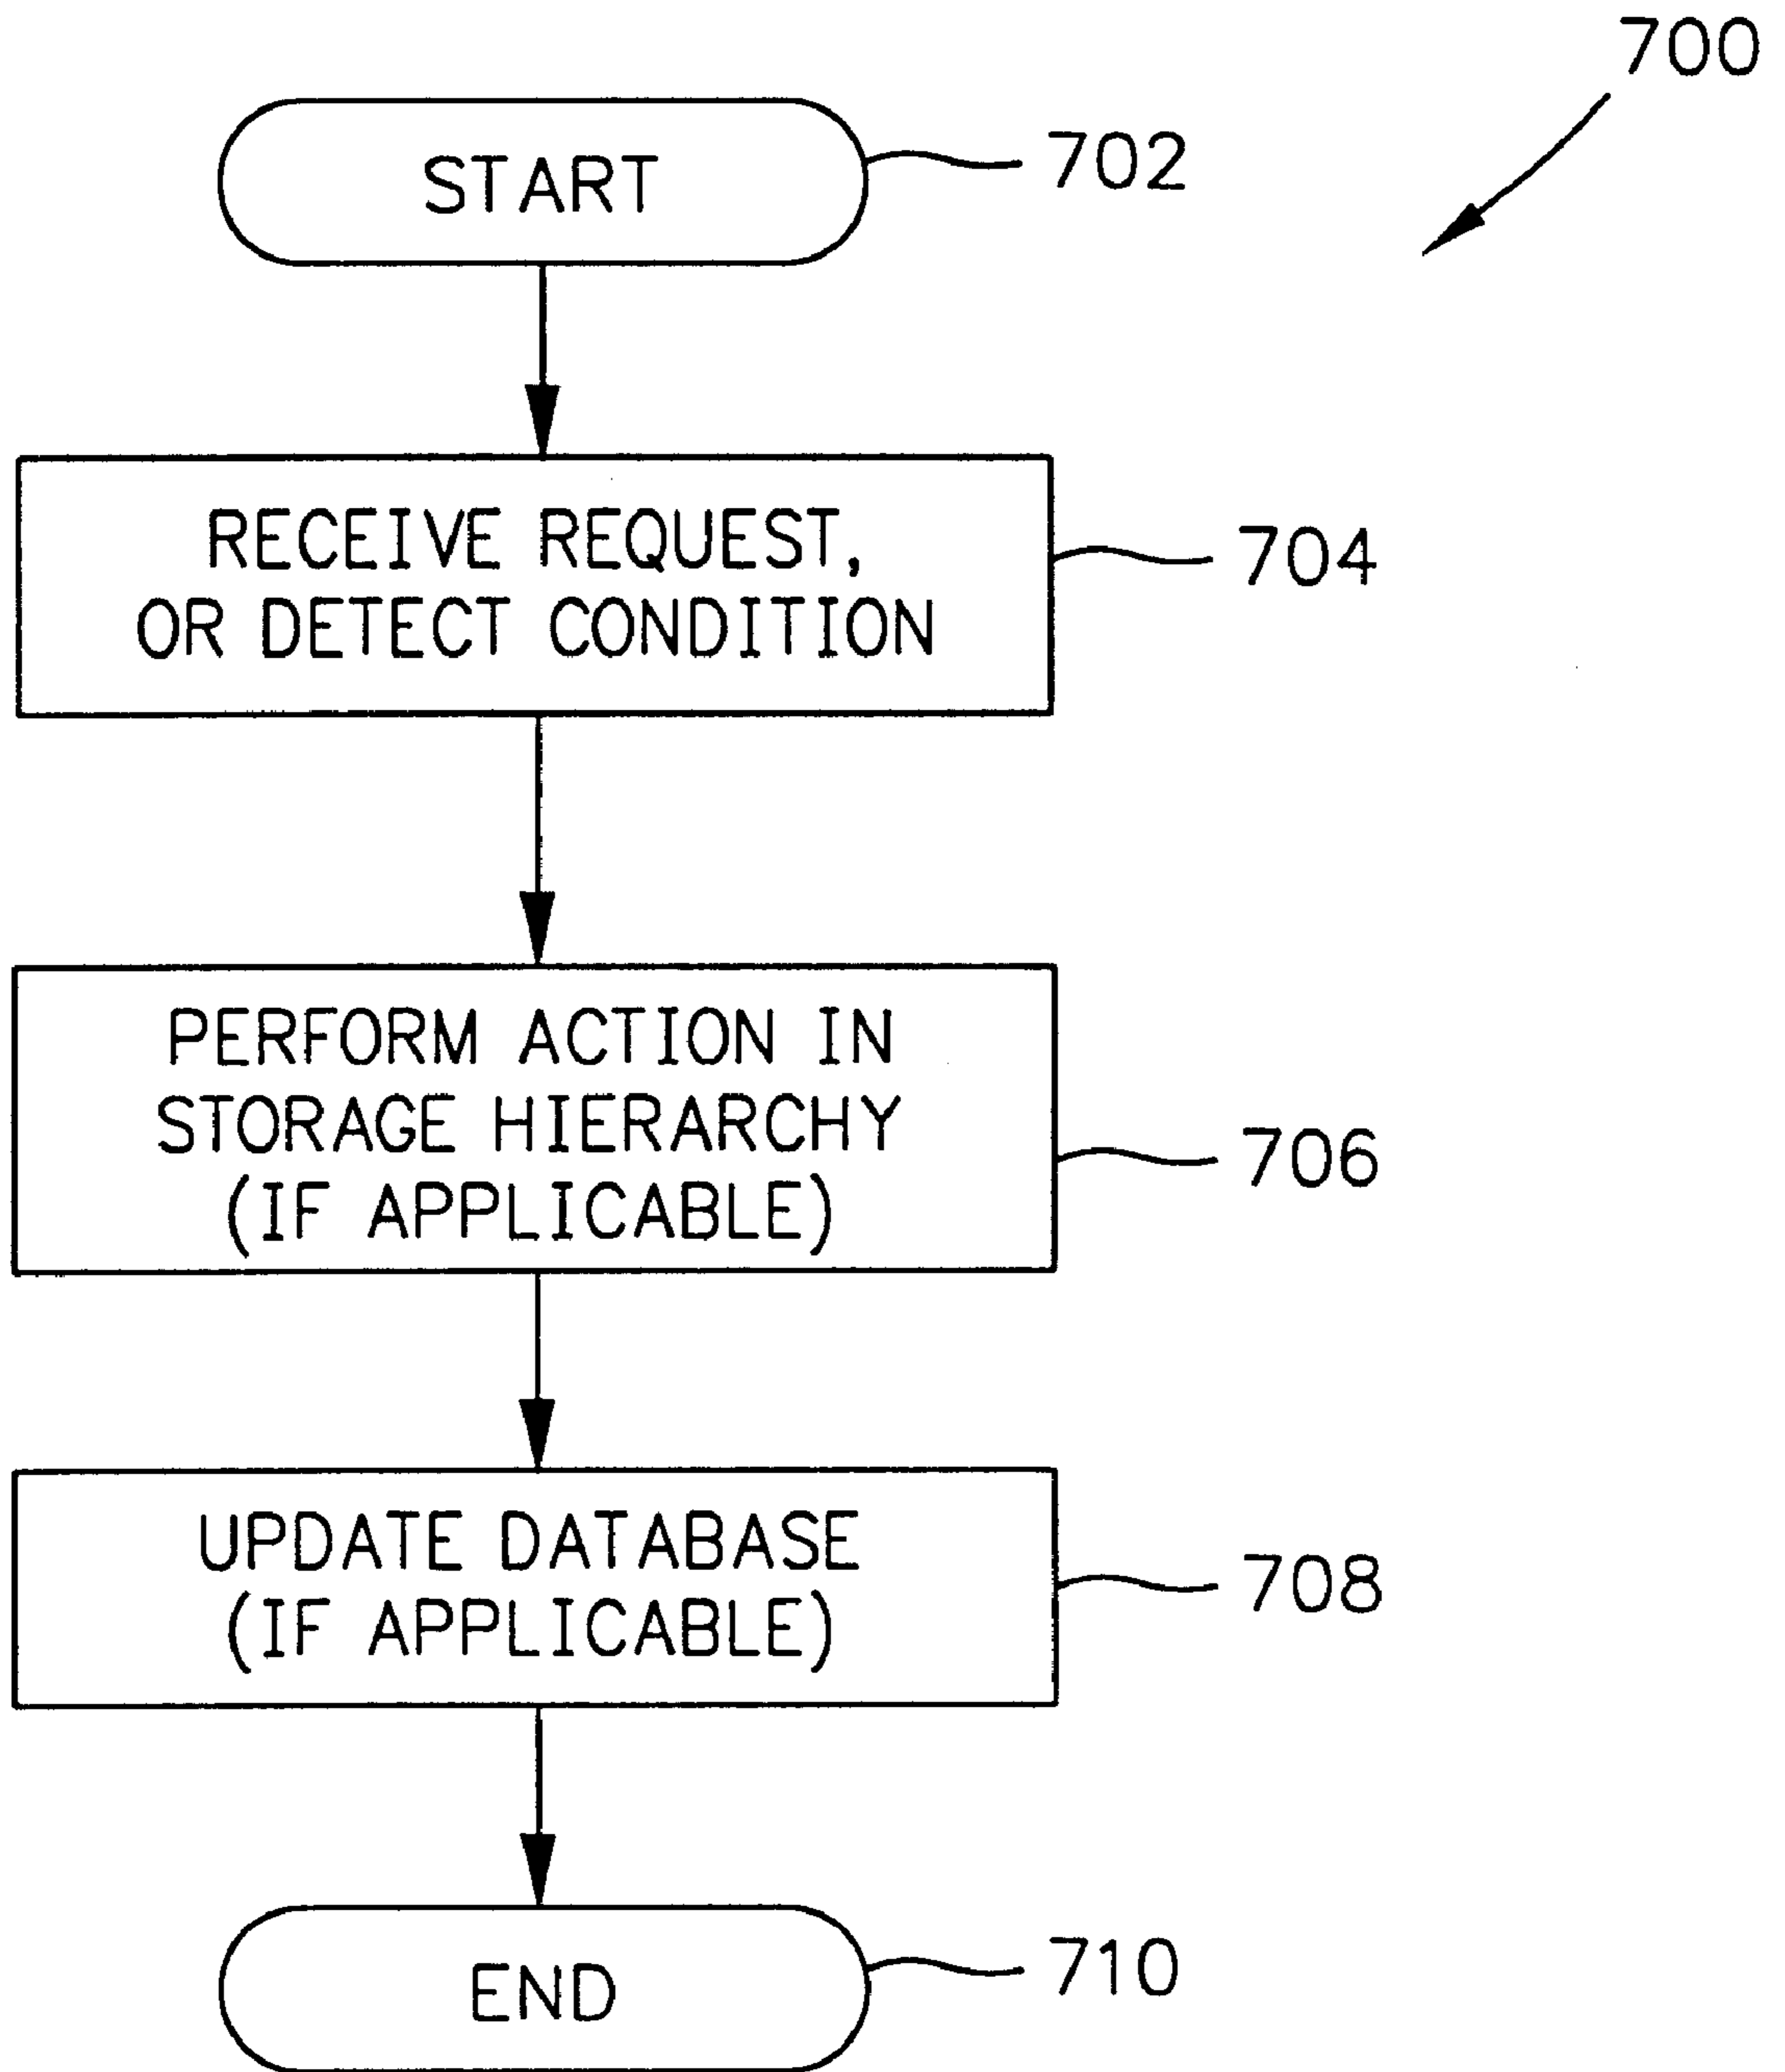 700
START
702
RECEIVE REQUEST,
OR DETECT CONDITION
704
PERFORM ACTION IN
STORAGE HIERARCHY
(IF APPLICABLE)
706
UPDATE DATABASE
(IF APPLICABLE)
708
END
710